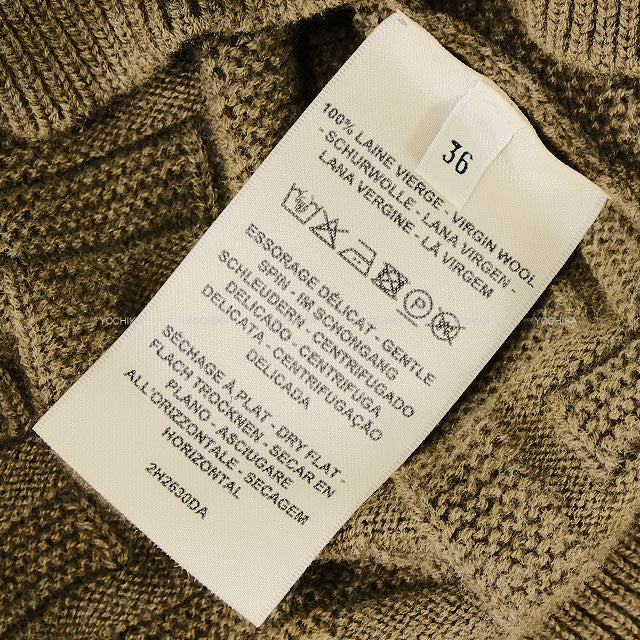 36
100% LAINE VIERGE - VIRGIN WOOL
- SCHURWOLLE - LANA VIRGEN -
LANA VERGINE - LÀ VIRGEM
P
ESSORAGE DÉLICAT - GENTLE
SPIN - IM SCHONGANG
SCHLEUDERN - CENTRIFUGADO
DELICADO - CENTRIFUGA
DELICATA - CENTRIFUGAÇÃO
DELICADA
SÉCHAGE À PLAT - DRY FLAT -
FLACH TROCKNEN - SECAR EN
PLANO - ASCIUGARE
ALL'ORIZZONTALE - SECAGEM
HORIZONTAL
2H2630DA